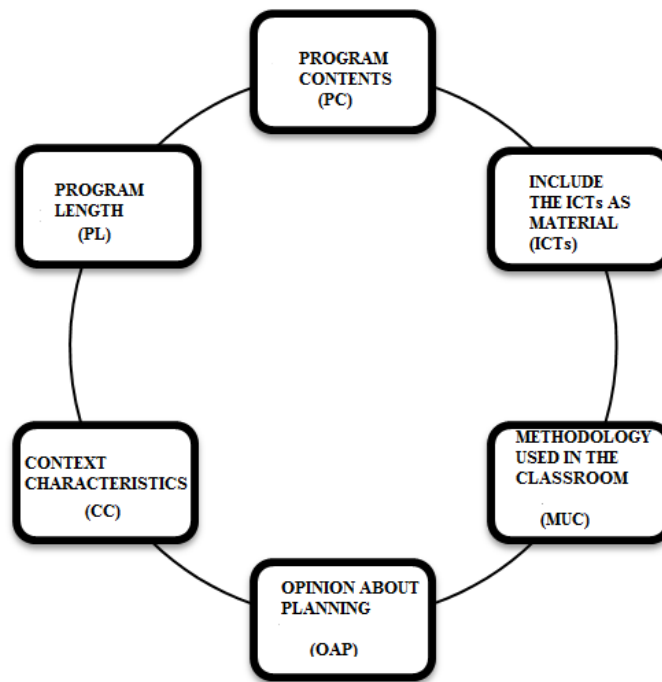 PROGRAM
CONTENTS
(PC)
INCLUDE
THE ICTs AS
MATERIAL
(ICTs)
METHODOLOGY
USED IN THE
CLASSROOM
(MUC)
OPINION ABOUT
PLANNING
(OAP)
CONTEXT
CHARACTERISTICS
(CC)
PROGRAM
LENGTH
(PL)